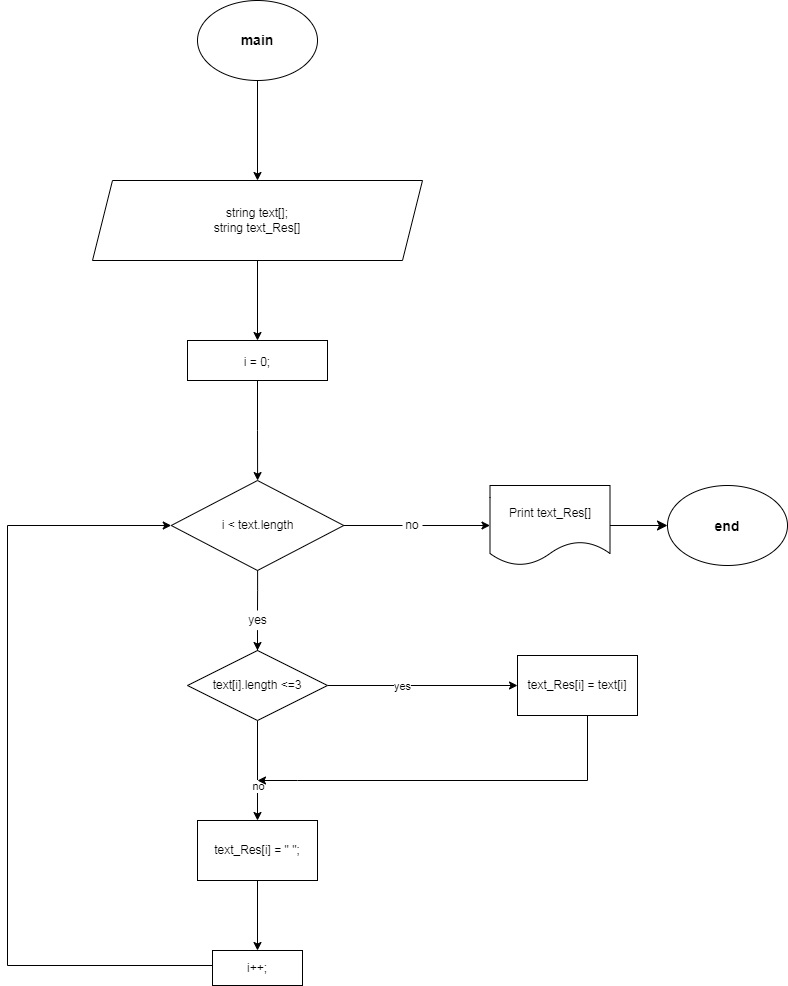 main
string text[];
string text_Res[]
i = 0;
i < text.length
no
Print text_Res[]
end
yes
text[i].length <=3
yes
text_Res[i] = text[i]
no
text_Res[i] = " ";
i++;